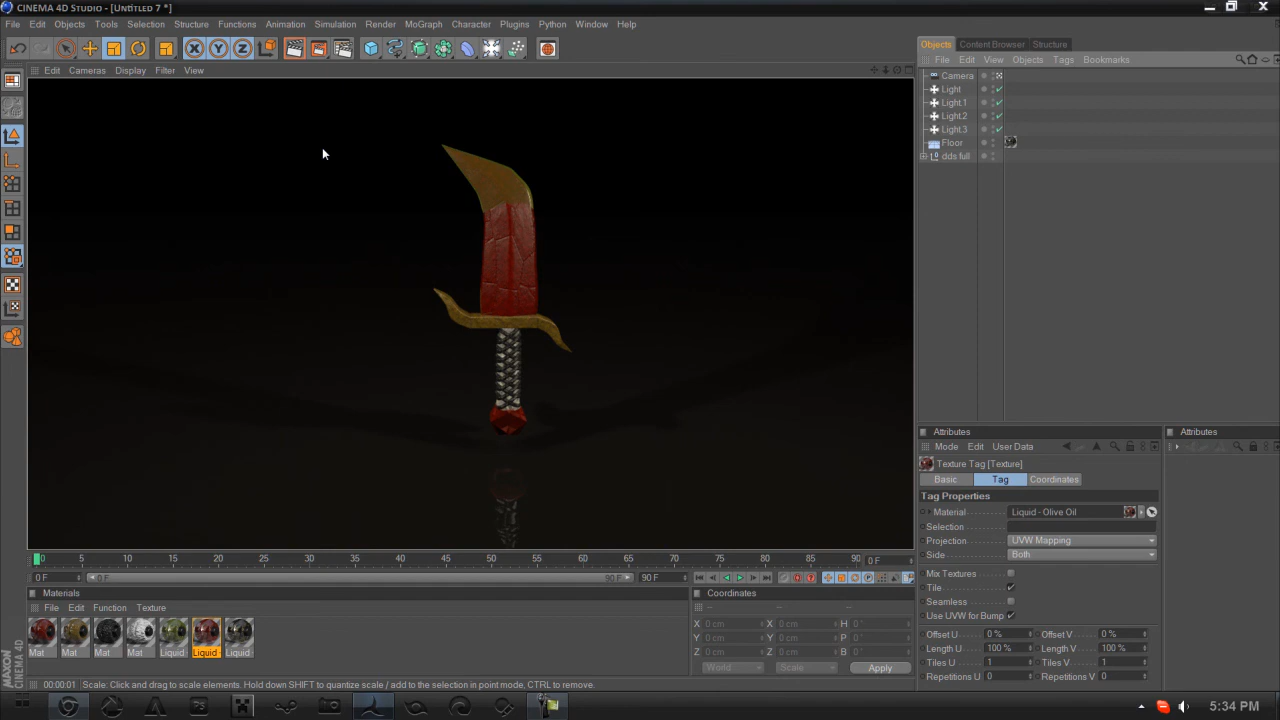 CINEMA 4D Studio - [Untitled 7 *]
File Edit Objects Tools Selection Structure Functions Animation Simulation Render MoGraph Character Plugins Python Window Help
Objects Content Browser Structure
File Edit View Objects Tags Bookmarks
Edit Cameras Display Filter View
Camera
Light
Light.1
Light.2
Light.3
Floor
dds full
Attributes
Mode Edit User Data
Texture Tag [Texture]
Basic Tag Coordinates
Tag Properties
Material Liquid - Olive Oil
Selection
Projection UVW Mapping
Side Both
Mix Textures
Tile
Seamless
Use UVW for Bump
Offset U 0 % Offset V 0 %
Length U 100 % Length V 100 %
Tiles U 1 Tiles V 1
Repetitions U 0 Repetitions V 0
Attributes
0 5 10 15 20 25 30 35 40 45 50 55 60 65 70 75 80 85 90 0 F
0 F 0 F 90 F 90 F
Materials
File Edit Function Texture
Mat Mat Mat Mat Liquid Liquid Liquid
Coordinates
-- -- --
X 0 cm X 0 cm H 0 °
Y 0 cm Y 0 cm P 0 °
Z 0 cm Z 0 cm B 0 °
World Scale Apply
MAXON CINEMA 4D
00:00:01 Scale: Click and drag to scale elements. Hold down SHIFT to quantize scale / add to the selection in point mode, CTRL to remove.
5:34 PM